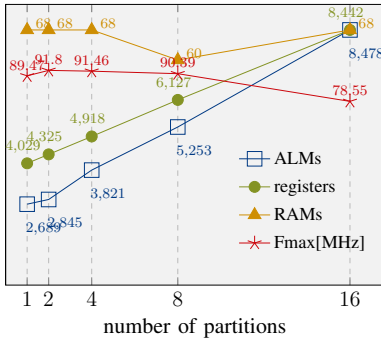 8,442
68 68 68 68
60
89.47 91.8 91.46 90.39
8,478
6,127
78.55
4,918
4,029 4,325
5,253
3,821
2,689 2,845
ALMs
registers
RAMs
Fmax[MHz]
1 2 4 8 16
number of partitions